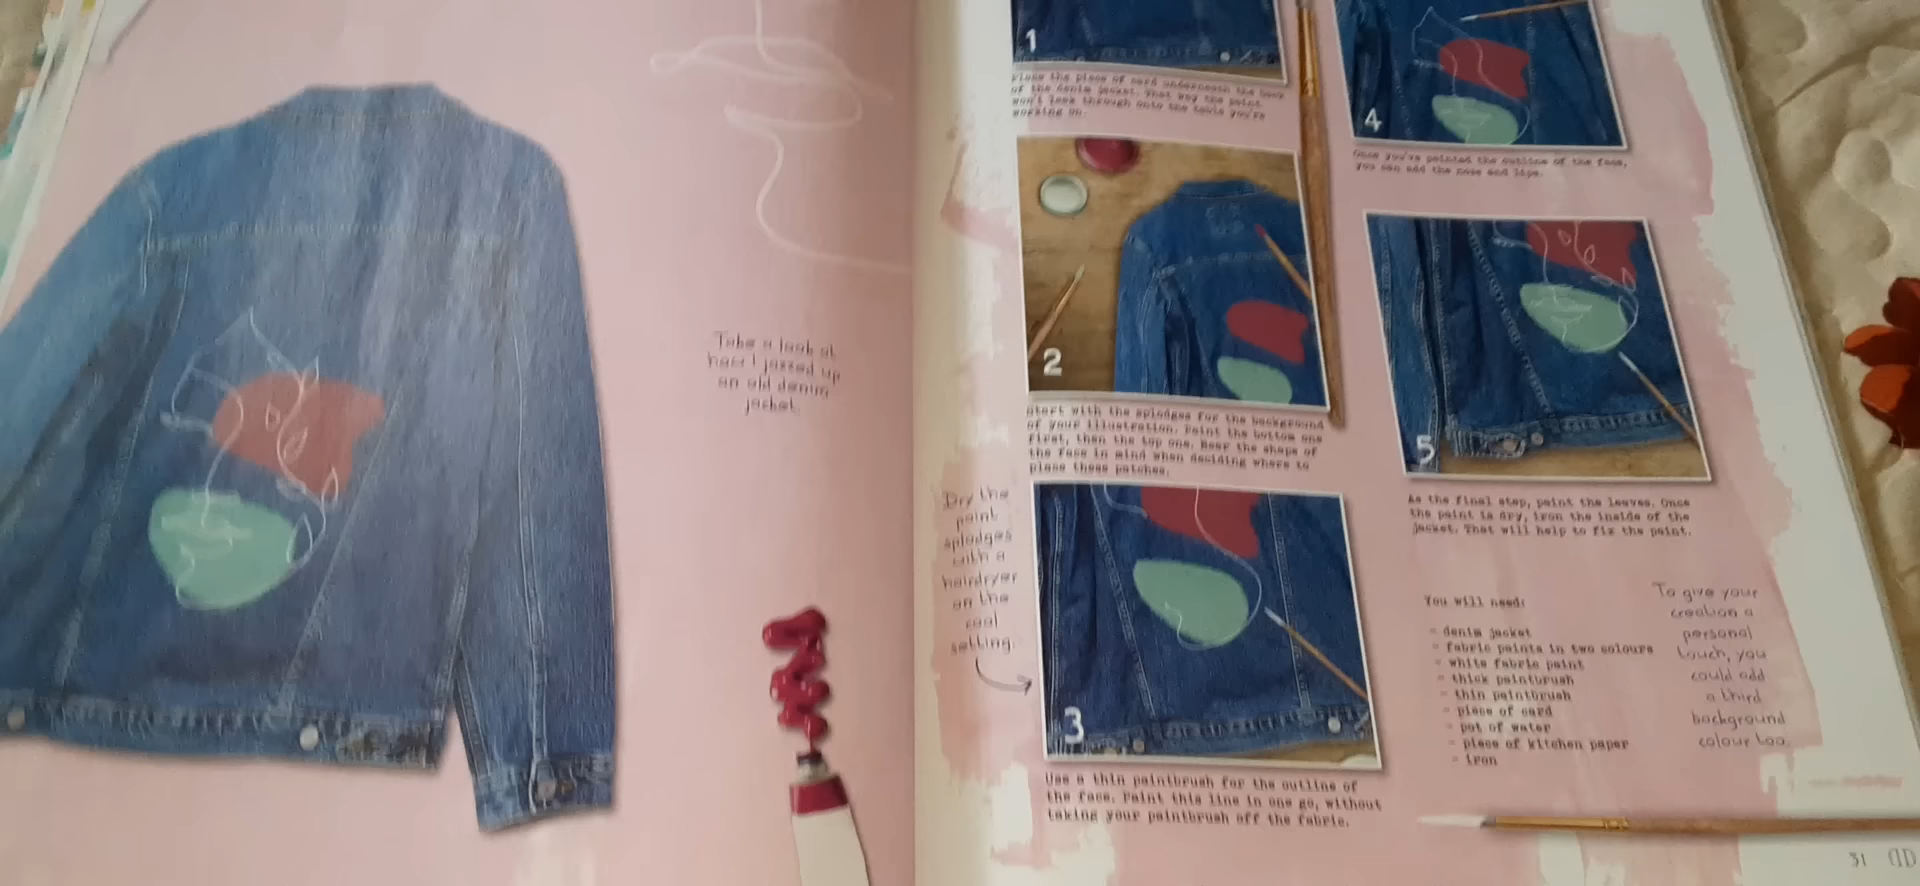 Take a look at
how I jazzed up
an old denim
jacket.
1
Place the piece of card underneath the back
of the denim jacket. That way the paint
won't leak through onto the table you're
working on.
2
Start with the splodges for the background
of your illustration. Paint the bottom one
first, then the top one. Bear the shape of
the face in mind when deciding where to
place these patches.
Dry the
paint
splodges
with a
hairdryer
on the
cool
setting.
3
Use a thin paintbrush for the outline of
the face. Paint this line in one go, without
taking your paintbrush off the fabric.
4
Once you've painted the outline of the face,
you can add the nose and lips.
5
As the final step, paint the leaves. Once
the paint is dry, iron the inside of the
jacket. That will help to fix the paint.
You will need:
- denim jacket
- fabric paints in two colours
- white fabric paint
- thick paintbrush
- thin paintbrush
- piece of card
- pot of water
- piece of kitchen paper
- iron
To give your
creation a
personal
touch, you
could add
a third
background
colour too.
31